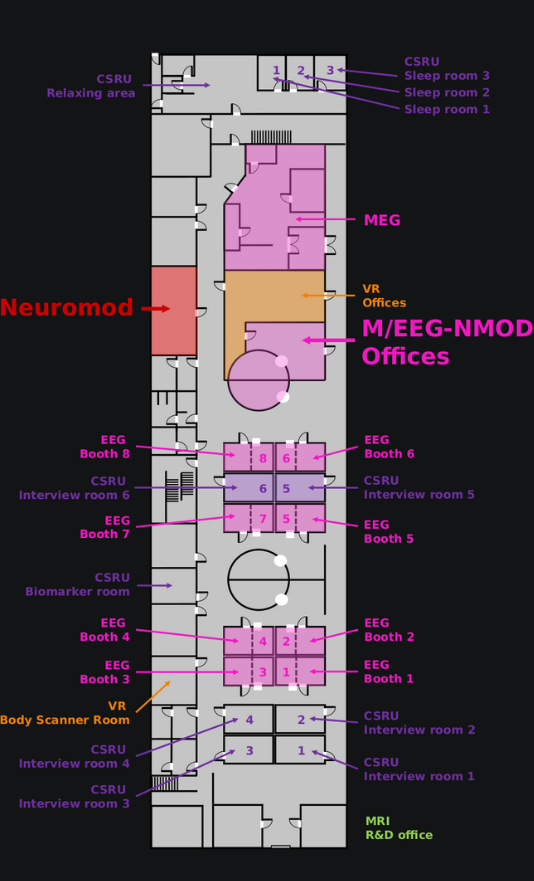 CSRU
Relaxing area
1 2 3
CSRU
Sleep room 3
Sleep room 2
Sleep room 1
MEG
Neuromod
VR
Offices
M/EEG-NMOD
Offices
EEG
Booth 8
8 6
EEG
Booth 6
CSRU
Interview room 6
6 5
CSRU
Interview room 5
EEG
Booth 7
7 5
EEG
Booth 5
CSRU
Biomarker room
EEG
Booth 4
4 2
EEG
Booth 2
EEG
Booth 3
3 1
EEG
Booth 1
VR
Body Scanner Room
4 2
CSRU
Interview room 2
CSRU
Interview room 4
3 1
CSRU
Interview room 1
CSRU
Interview room 3
MRI
R&D office